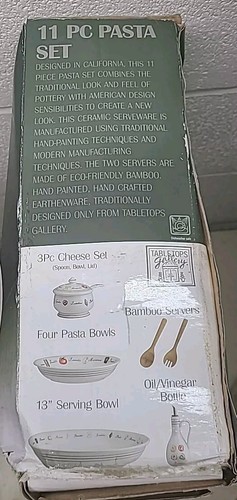 11 PC PASTA
SET
DESIGNED IN CALIFORNIA, THIS 11
PIECE PASTA SET COMBINES THE
TRADITIONAL LOOK AND FEEL OF
POTTERY WITH AMERICAN DESIGN
SENSIBILITIES TO CREATE A NEW
LOOK. THIS CERAMIC SERVEWARE IS
MANUFACTURED USING TRADITIONAL
HAND-PAINTING TECHNIQUES AND
MODERN MANUFACTURING
TECHNIQUES. THE TWO SERVERS ARE
MADE OF ECO-FRIENDLY BAMBOO.
HAND PAINTED, HAND CRAFTED
EARTHENWARE, TRADITIONALLY
DESIGNED ONLY FROM TABLETOPS
GALLERY.
3Pc Cheese Set
(Spoon, Bowl, Lid)
TABLETOPS
gallery
Bamboo Servers
Four Pasta Bowls
Oil/Vinegar
Bottle
13" Serving Bowl